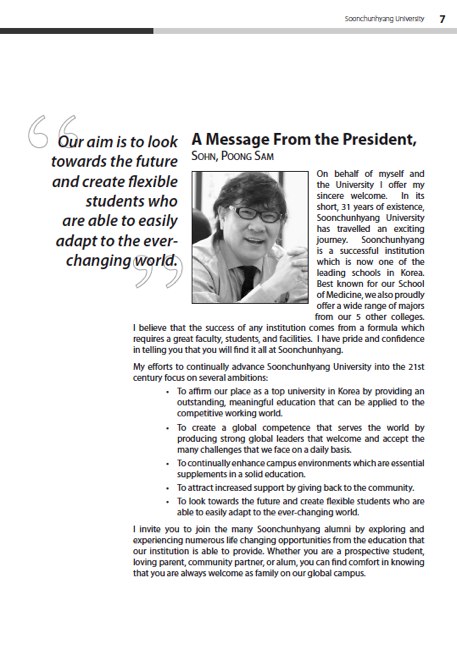 Soonchunhyang University 7
“
Our aim is to look
towards the future
and create flexible
students who
are able to easily
adapt to the ever-
changing world.
”
A Message From the President,
Sohn, Poong Sam
On behalf of myself and
the University I offer my
sincere welcome. In its
short, 31 years of existence,
Soonchunhyang University
has travelled an exciting
journey. Soonchunhyang
is a successful institution
which is now one of the
leading schools in Korea.
Best known for our School
of Medicine, we also proudly
offer a wide range of majors
from our 5 other colleges.
I believe that the success of any institution comes from a formula which
requires a great faculty, students, and facilities. I have pride and confidence
in telling you that you will find it all at Soonchunhyang.
My efforts to continually advance Soonchunhyang University into the 21st
century focus on several ambitions:
• To affirm our place as a top university in Korea by providing an
outstanding, meaningful education that can be applied to the
competitive working world.
• To create a global competence that serves the world by
producing strong global leaders that welcome and accept the
many challenges that we face on a daily basis.
• To continually enhance campus environments which are essential
supplements in a solid education.
• To attract increased support by giving back to the community.
• To look towards the future and create flexible students who are
able to easily adapt to the ever-changing world.
I invite you to join the many Soonchunhyang alumni by exploring and
experiencing numerous life changing opportunities from the education that
our institution is able to provide. Whether you are a prospective student,
loving parent, community partner, or alum, you can find comfort in knowing
that you are always welcome as family on our global campus.